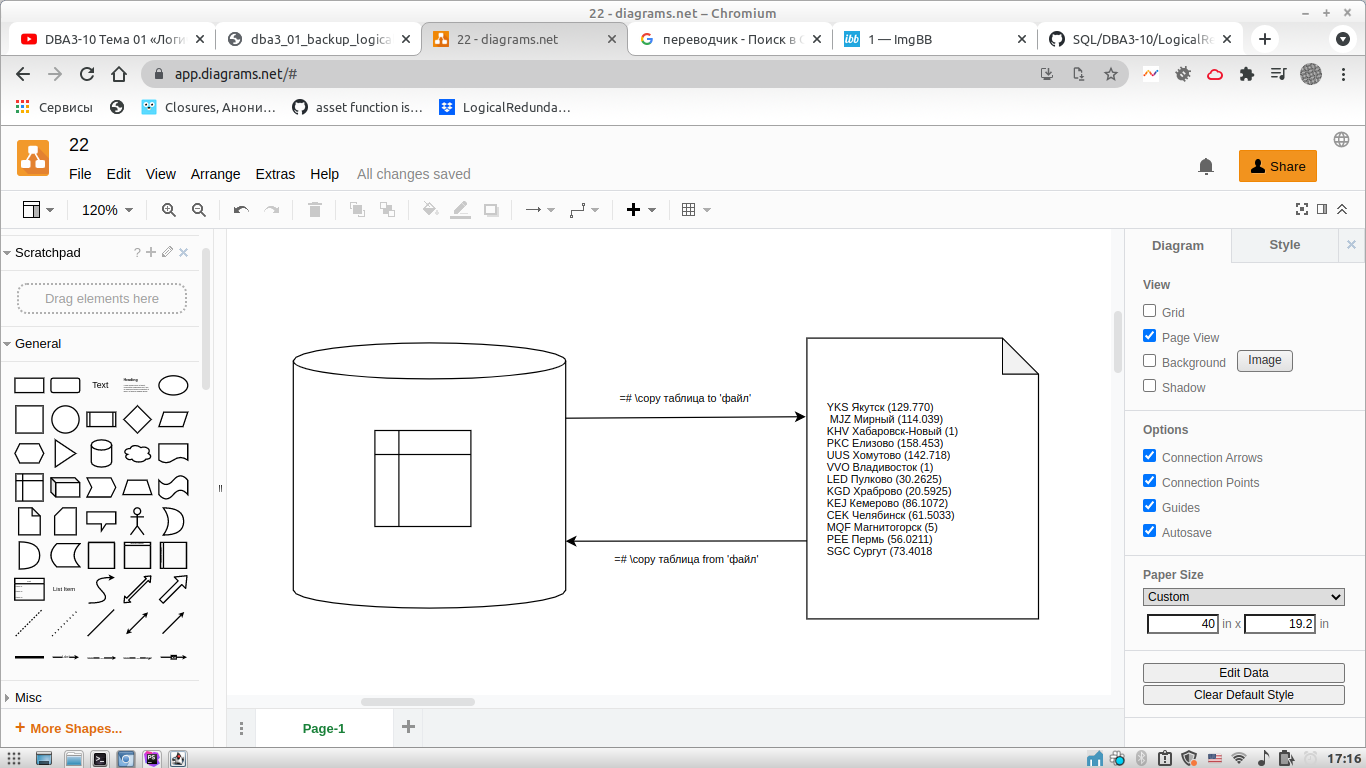 22 - diagrams.net – Chromium
DBA3-10 Тема 01 «Логи
dba3_01_backup_logica
22 - diagrams.net
переводчик - Поиск в
ibb
1 — ImgBB
SQL/DBA3-10/LogicalRe
app.diagrams.net/#
Сервисы
Closures, Анони…
asset function is…
LogicalRedunda…
22
File Edit View Arrange Extras Help All changes saved
Share
120%
Scratchpad
?
Drag elements here
General
Text
Heading
List Item
Misc
+ More Shapes...
=# \copy таблица to 'файл'
=# \copy таблица from 'файл'
YKS Якутск (129.770)
MJZ Мирный (114.039)
KHV Хабаровск-Новый (1)
PKC Елизово (158.453)
UUS Хомутово (142.718)
VVO Владивосток (1)
LED Пулково (30.2625)
KGD Храброво (20.5925)
KEJ Кемерово (86.1072)
CEK Челябинск (61.5033)
MQF Магнитогорск (5)
PEE Пермь (56.0211)
SGC Сургут (73.4018
Page-1
Diagram
Style
View
Grid
Page View
Background
Image
Shadow
Options
Connection Arrows
Connection Points
Guides
Autosave
Paper Size
Custom
40 in x 19.2 in
Edit Data
Clear Default Style
17:16